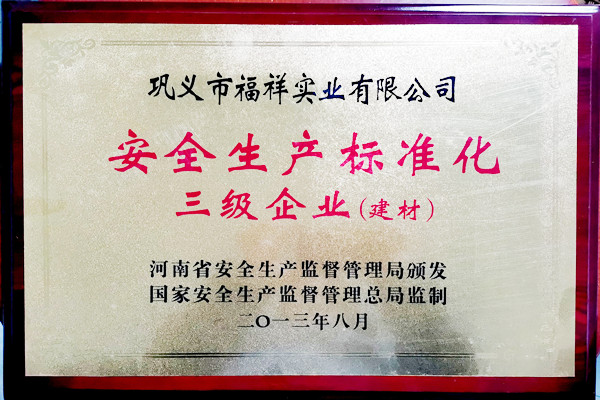 巩义市福祥实业有限公司
安全生产标准化
三级企业(建材)
河南省安全生产监督管理局颁发
国家安全生产监督管理总局监制
二〇一三年八月